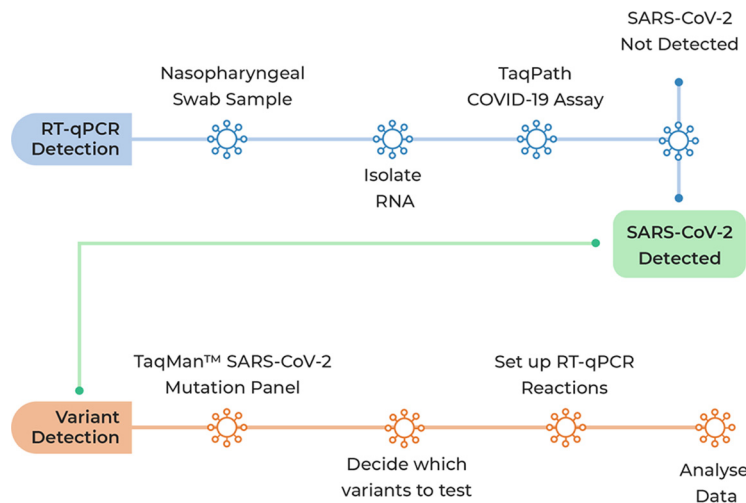 SARS-CoV-2
Not Detected
Nasopharyngeal
Swab Sample
TaqPath
COVID-19 Assay
RT-qPCR
Detection
Isolate
RNA
SARS-CoV-2
Detected
TaqMan™ SARS-CoV-2
Mutation Panel
Set up RT-qPCR
Reactions
Variant
Detection
Decide which
variants to test
Analyse
Data